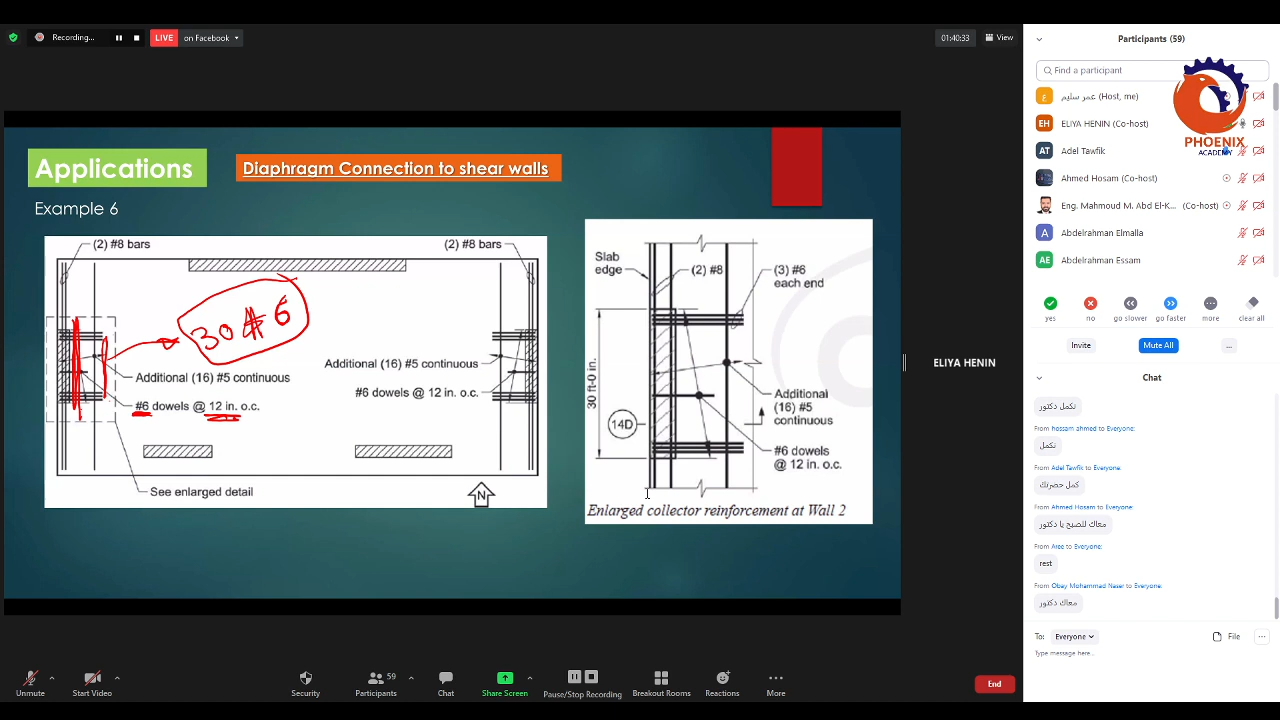 Recording...
LIVE
on Facebook
01:40:33
View
Participants (59)
Find a participant
ع
عمر سليم (Host, me)
EH
ELIYA HENIN (Co-host)
AT
Adel Tawfik
Ahmed Hosam (Co-host)
Eng. Mahmoud M. Abd El-K... (Co-host)
A
Abdelrahman Elmalla
AE
Abdelrahman Essam
PHOENIX
ACADEMY
yes
no
go slower
go faster
more
clear all
Invite
Mute All
...
Chat
نكمل دكتور
From hossam ahmed to Everyone:
نكمل
From Adel Tawfik to Everyone:
كمل حضرتك
From Ahmed Hosam to Everyone:
معاك للصبح يا دكتور
From Aree to Everyone:
rest
From Obay Mohammad Naser to Everyone:
معاك دكتور
To: Everyone
File
...
Type message here...
Applications
Diaphragm Connection to shear walls
Example 6
(2) #8 bars
(2) #8 bars
30 # 6
Additional (16) #5 continuous
#6 dowels @ 12 in. o.c.
Additional (16) #5 continuous
#6 dowels @ 12 in. o.c.
See enlarged detail
N
Slab
edge
(2) #8
(3) #6
each end
30 ft-0 in.
14D
Additional
(16) #5
continuous
#6 dowels
@ 12 in. o.c.
Enlarged collector reinforcement at Wall 2
ELIYA HENIN
Unmute
Start Video
Security
59
Participants
Chat
Share Screen
Pause/Stop Recording
Breakout Rooms
Reactions
More
End